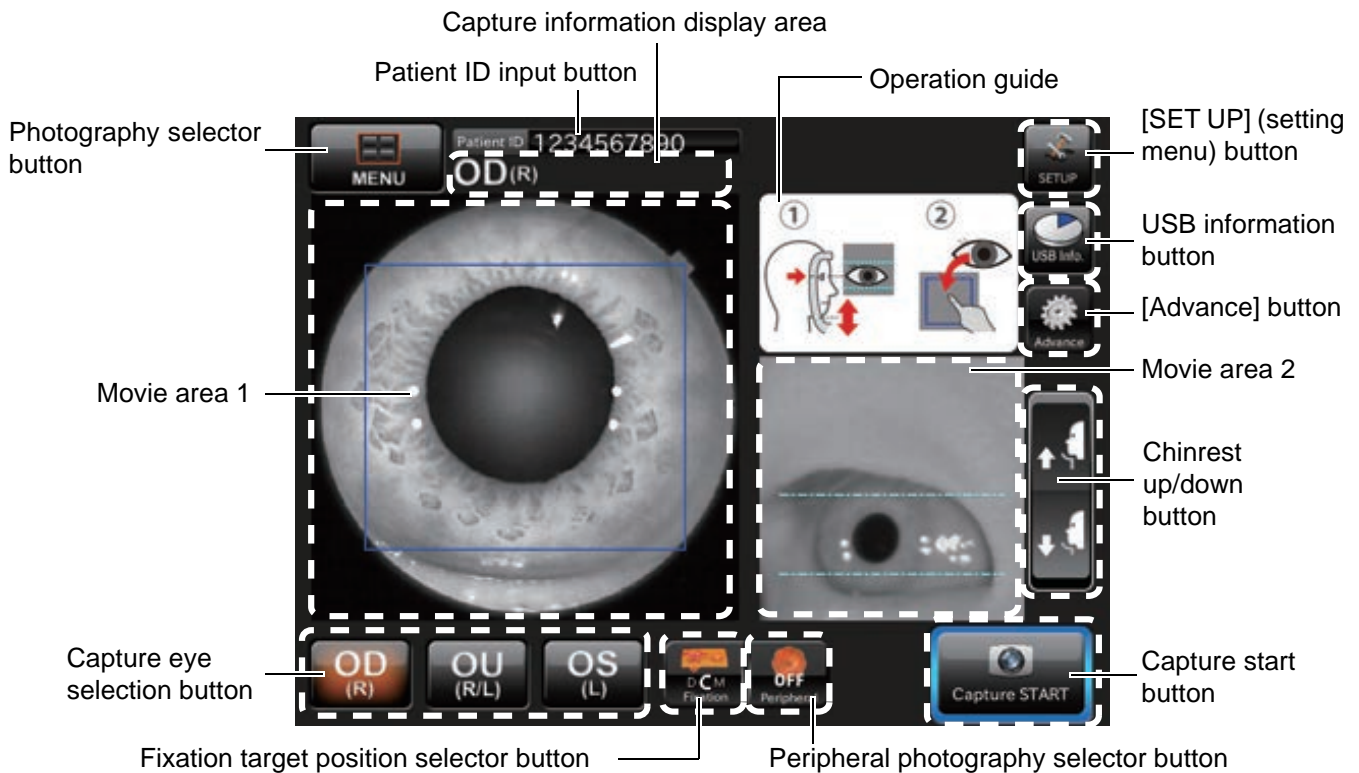 Capture information display area
Patient ID input button
Operation guide
Photography selector
button
[SET UP] (setting
menu) button
MENU
Patient ID 1234567890
OD(R)
SETUP
① ②
USB information
button
USB Info.
[Advance] button
Advance
Movie area 2
Movie area 1
Chinrest
up/down
button
Capture eye
selection button
OD
(R)
OU
(R/L)
OS
(L)
D C M
Fixation
OFF
Peripheral
Capture START
Capture start
button
Fixation target position selector button
Peripheral photography selector button